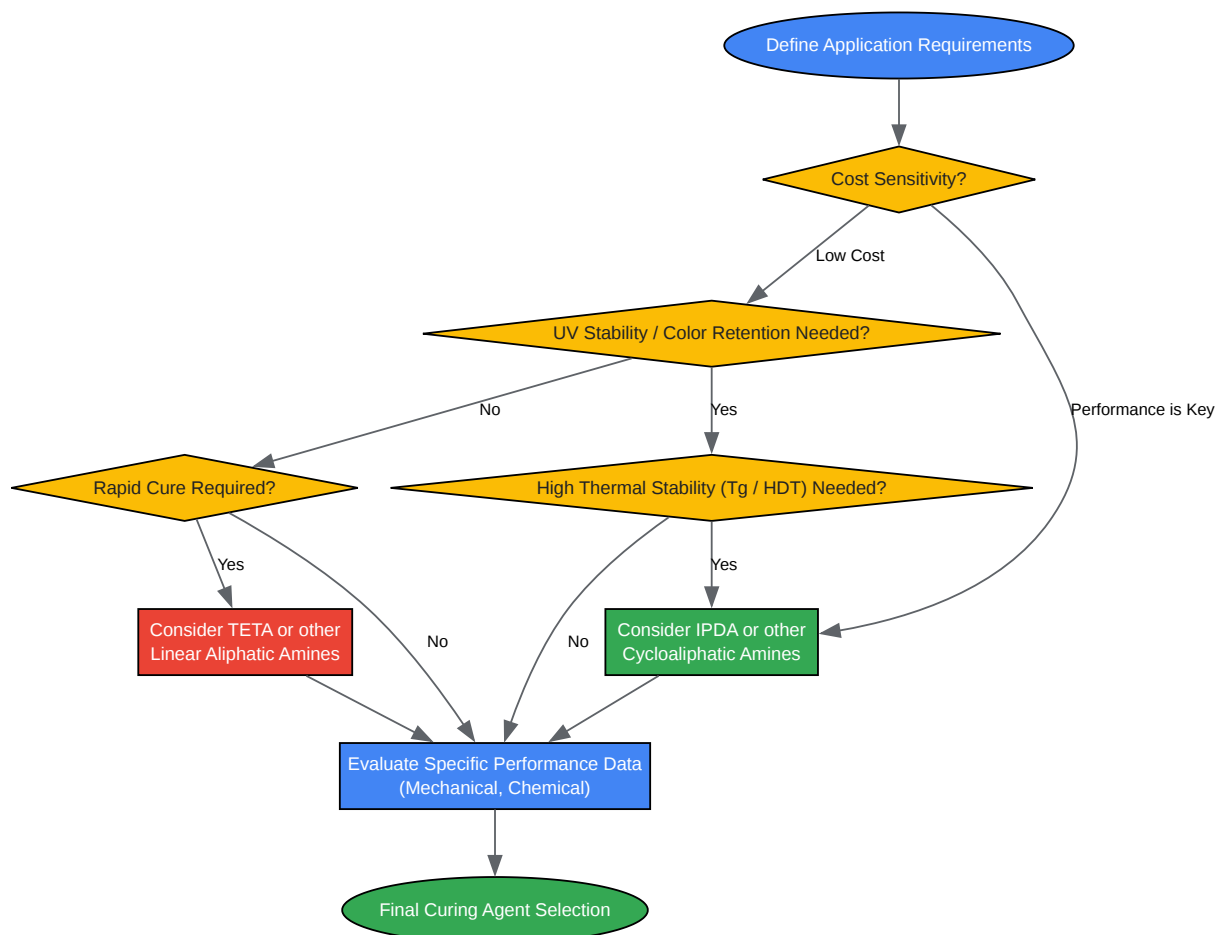 Define Application Requirements
Cost Sensitivity?
Low Cost
UV Stability / Color Retention Needed?
No
Yes
Performance is Key
Rapid Cure Required?
High Thermal Stability (Tg / HDT) Needed?
Yes
Yes
Consider TETA or other
Linear Aliphatic Amines
No
No
Consider IPDA or other
Cycloaliphatic Amines
Evaluate Specific Performance Data
(Mechanical, Chemical)
Final Curing Agent Selection